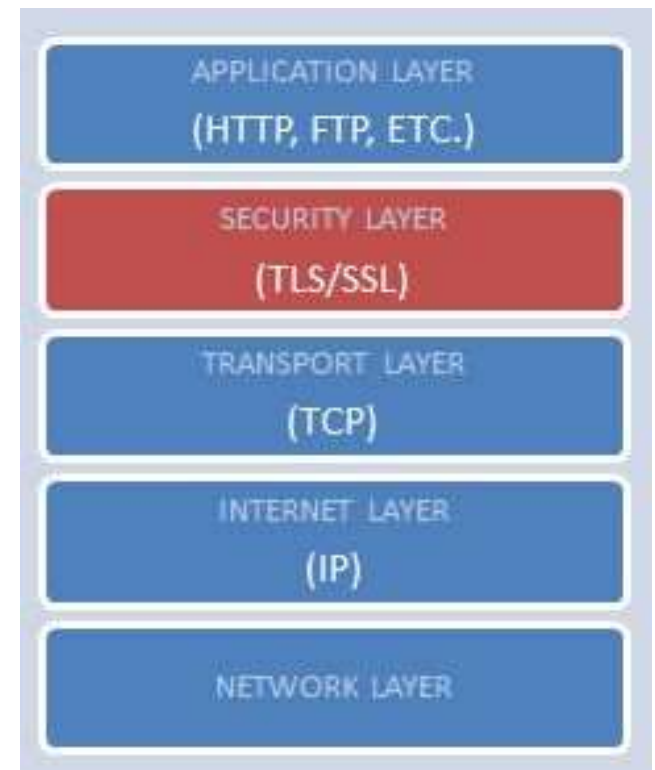 APPLICATION LAYER
(HTTP, FTP, ETC.)
SECURITY LAYER
(TLS/SSL)
TRANSPORT LAYER
(TCP)
INTERNET LAYER
(IP)
NETWORK LAYER